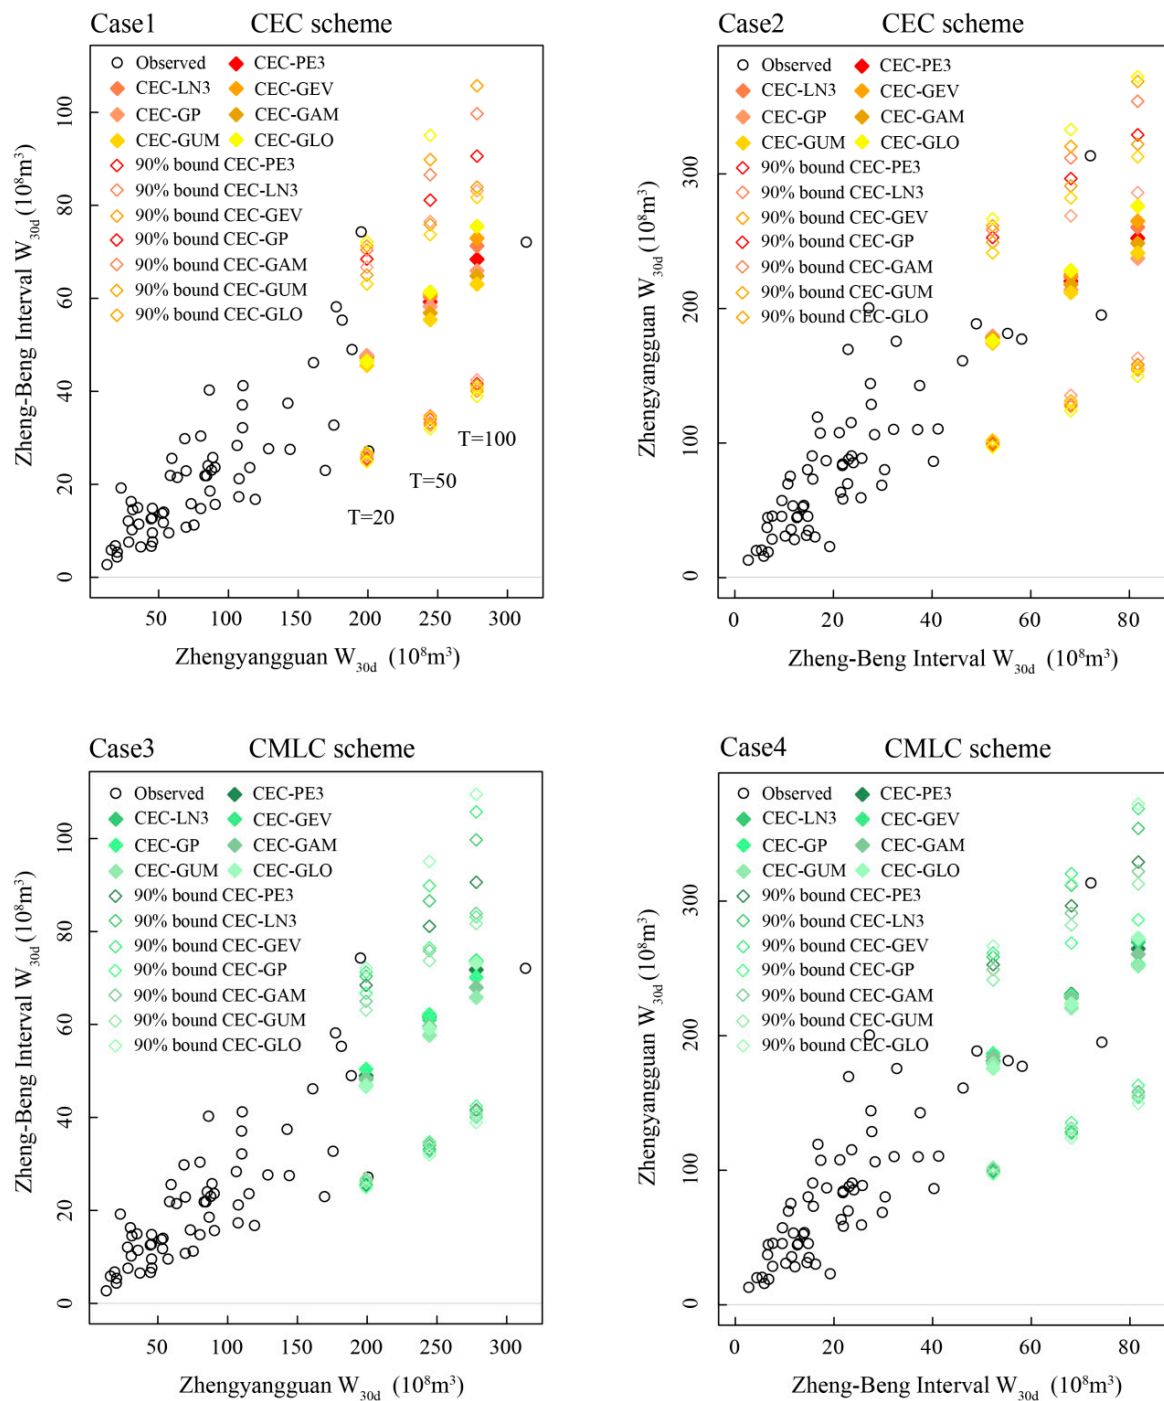 Case1 CEC scheme
Observed CEC-PE3
CEC-LN3 CEC-GEV
CEC-GP CEC-GAM
CEC-GUM CEC-GLO
90% bound CEC-PE3
90% bound CEC-LN3
90% bound CEC-GEV
90% bound CEC-GP
90% bound CEC-GAM
90% bound CEC-GUM
90% bound CEC-GLO
T=100
T=50
T=20
0 20 40 60 80 100
Zheng-Beng Interval W30d (10⁸m³)
50 100 150 200 250 300
Zhengyangguan W30d (10⁸m³)
Case2 CEC scheme
Observed CEC-PE3
CEC-LN3 CEC-GEV
CEC-GP CEC-GAM
CEC-GUM CEC-GLO
90% bound CEC-PE3
90% bound CEC-LN3
90% bound CEC-GEV
90% bound CEC-GP
90% bound CEC-GAM
90% bound CEC-GUM
90% bound CEC-GLO
0 100 200 300
Zhengyangguan W30d (10⁸m³)
0 20 40 60 80
Zheng-Beng Interval W30d (10⁸m³)
Case3 CMLC scheme
Observed CEC-PE3
CEC-LN3 CEC-GEV
CEC-GP CEC-GAM
CEC-GUM CEC-GLO
90% bound CEC-PE3
90% bound CEC-LN3
90% bound CEC-GEV
90% bound CEC-GP
90% bound CEC-GAM
90% bound CEC-GUM
90% bound CEC-GLO
0 20 40 60 80 100
Zheng-Beng Interval W30d (10⁸m³)
50 100 150 200 250 300
Zhengyangguan W30d (10⁸m³)
Case4 CMLC scheme
Observed CEC-PE3
CEC-LN3 CEC-GEV
CEC-GP CEC-GAM
CEC-GUM CEC-GLO
90% bound CEC-PE3
90% bound CEC-LN3
90% bound CEC-GEV
90% bound CEC-GP
90% bound CEC-GAM
90% bound CEC-GUM
90% bound CEC-GLO
0 100 200 300
Zhengyangguan W30d (10⁸m³)
0 20 40 60 80
Zheng-Beng Interval W30d (10⁸m³)